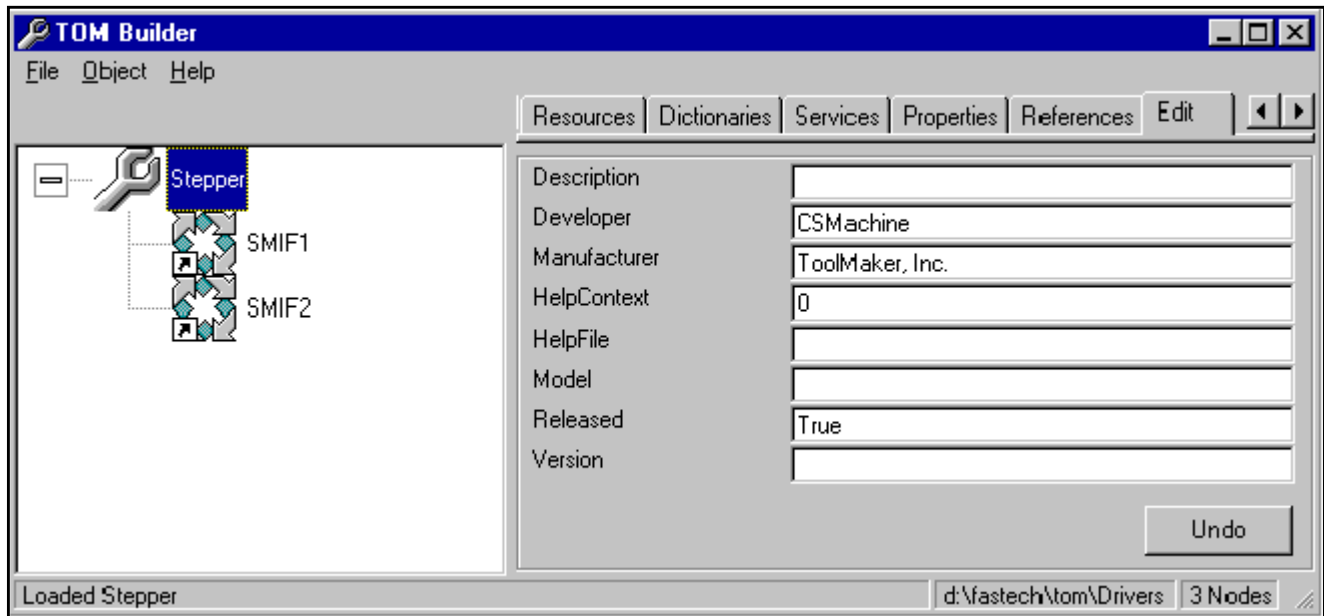 TOM Builder
File Object Help
Resources Dictionaries Services Properties References Edit
Stepper
SMIF1
SMIF2
Description
Developer CSMachine
Manufacturer ToolMaker, Inc.
HelpContext 0
HelpFile
Model
Released True
Version
Undo
Loaded Stepper d:\fastech\tom\Drivers 3 Nodes